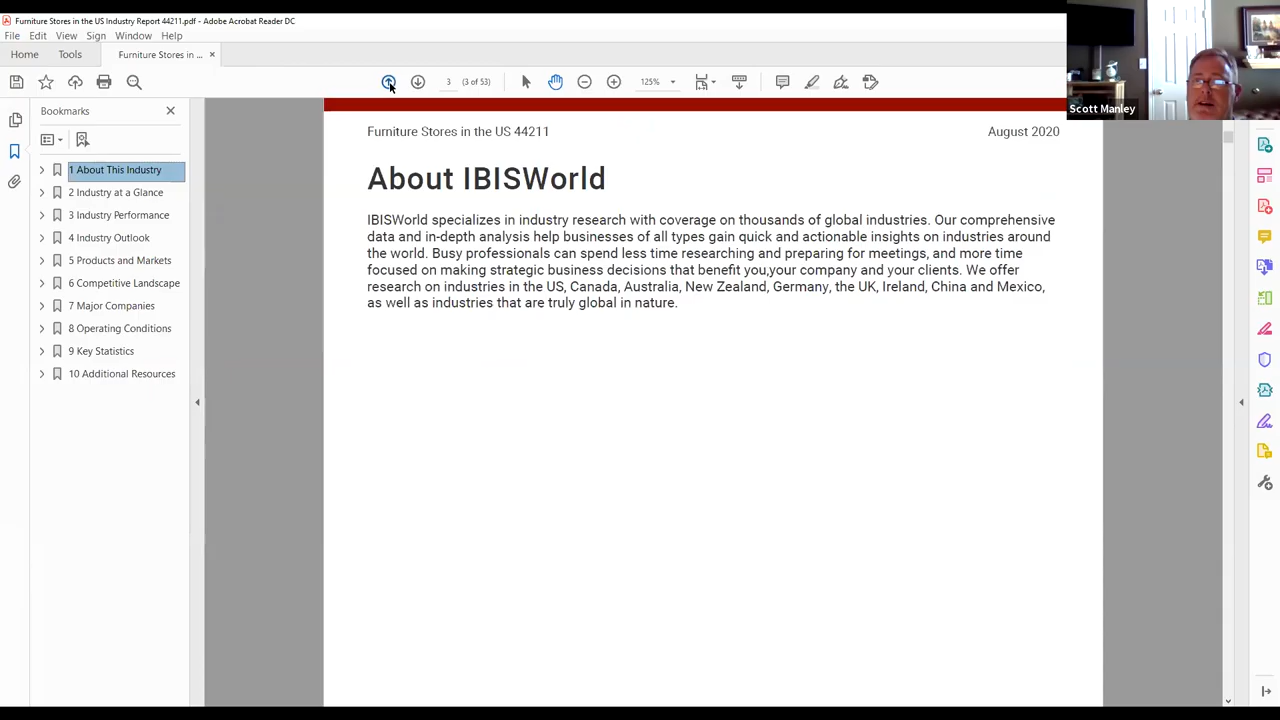 Furniture Stores in the US Industry Report 44211.pdf - Adobe Acrobat Reader DC
File Edit View Sign Window Help
Home Tools Furniture Stores in ... ×
3 (3 of 53) 125%
Scott Manley
Bookmarks
1 About This Industry
2 Industry at a Glance
3 Industry Performance
4 Industry Outlook
5 Products and Markets
6 Competitive Landscape
7 Major Companies
8 Operating Conditions
9 Key Statistics
10 Additional Resources
Furniture Stores in the US 44211 August 2020
About IBISWorld
IBISWorld specializes in industry research with coverage on thousands of global industries. Our comprehensive
data and in-depth analysis help businesses of all types gain quick and actionable insights on industries around
the world. Busy professionals can spend less time researching and preparing for meetings, and more time
focused on making strategic business decisions that benefit you,your company and your clients. We offer
research on industries in the US, Canada, Australia, New Zealand, Germany, the UK, Ireland, China and Mexico,
as well as industries that are truly global in nature.